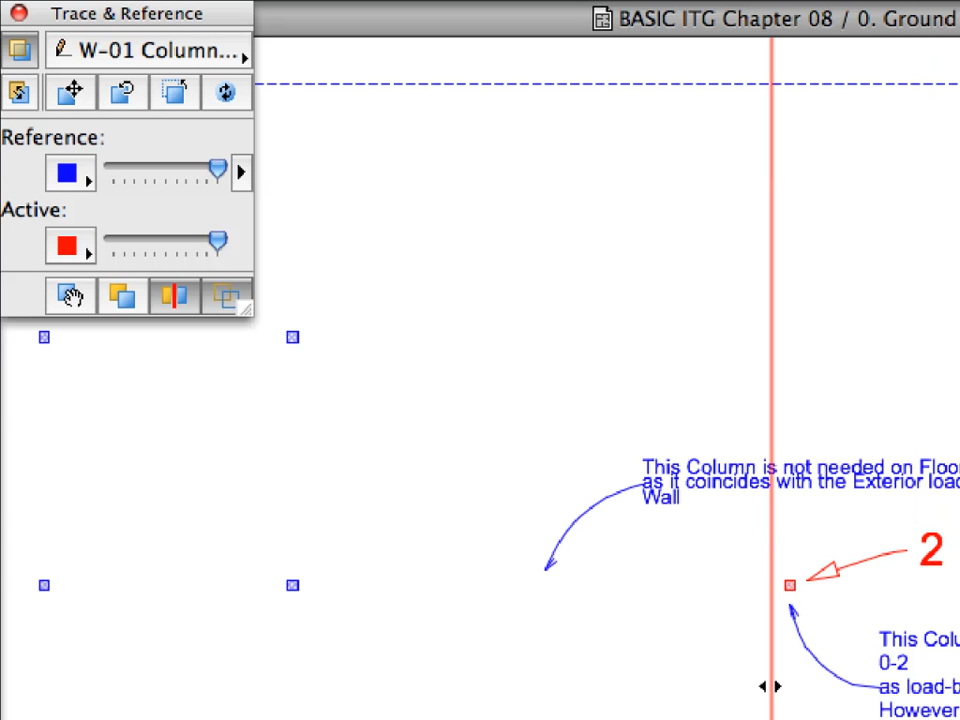 Trace & Reference
BASIC ITG Chapter 08 / 0. Ground
W-01 Column...
Reference:
Active:
This Column is not needed on Floo
as it coincides with the Exterior load
Wall
2
This Colu
0-2
as load-b
However